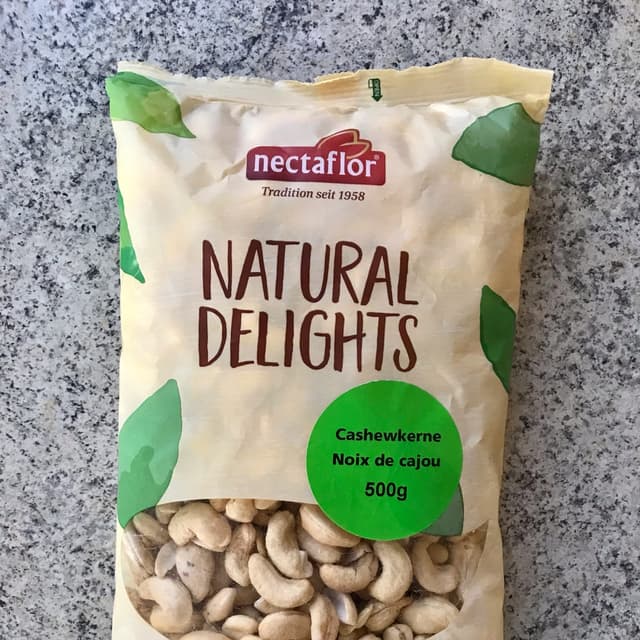 nectaflor®
Tradition seit 1958
NATURAL
DELIGHTS
Cashewkerne
Noix de cajou
500g